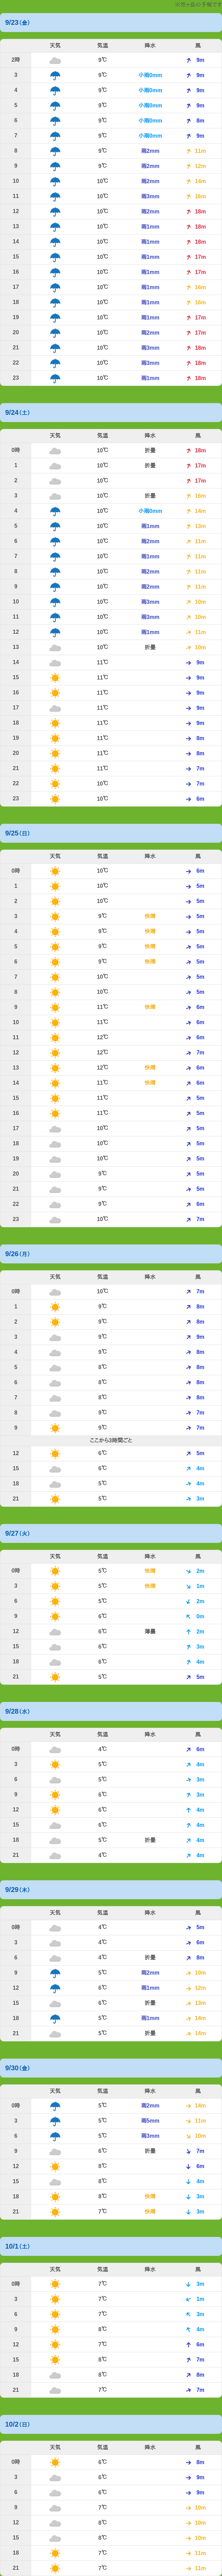 9/23(金)
天気 気温 降水 風
2時 9℃ 9m
3 9℃ 小雨0mm 9m
4 9℃ 小雨0mm 9m
5 9℃ 小雨0mm 9m
6 9℃ 小雨0mm 8m
7 9℃ 小雨0mm 9m
8 9℃ 雨2mm 11m
9 9℃ 雨2mm 12m
10 10℃ 雨2mm 14m
11 10℃ 雨3mm 16m
12 10℃ 雨2mm 18m
13 10℃ 雨1mm 18m
14 10℃ 雨1mm 18m
15 10℃ 雨1mm 17m
16 10℃ 雨1mm 17m
17 10℃ 雨1mm 16m
18 10℃ 雨1mm 16m
19 10℃ 雨1mm 17m
20 10℃ 雨2mm 17m
21 10℃ 雨3mm 18m
22 10℃ 雨3mm 18m
23 10℃ 雨1mm 18m
9/24(土)
天気 気温 降水 風
0時 10℃ 折曇 18m
1 10℃ 折曇 17m
2 10℃ 17m
3 10℃ 折曇 16m
4 10℃ 小雨0mm 14m
5 10℃ 雨1mm 13m
6 10℃ 雨2mm 11m
7 10℃ 雨1mm 11m
8 10℃ 雨2mm 11m
9 10℃ 雨2mm 11m
10 10℃ 雨3mm 10m
11 10℃ 雨3mm 10m
12 10℃ 雨1mm 11m
13 10℃ 折曇 10m
14 11℃ 9m
15 11℃ 9m
16 11℃ 9m
17 11℃ 9m
18 11℃ 9m
19 11℃ 8m
20 11℃ 8m
21 11℃ 7m
22 10℃ 7m
23 10℃ 6m
9/25(日)
天気 気温 降水 風
0時 10℃ 6m
1 10℃ 5m
2 10℃ 5m
3 9℃ 快晴 5m
4 9℃ 快晴 5m
5 9℃ 快晴 5m
6 9℃ 快晴 5m
7 10℃ 5m
8 10℃ 5m
9 11℃ 快晴 6m
10 11℃ 6m
11 12℃ 6m
12 12℃ 7m
13 12℃ 快晴 6m
14 11℃ 快晴 6m
15 11℃ 5m
16 11℃ 5m
17 10℃ 5m
18 10℃ 5m
19 10℃ 5m
20 9℃ 5m
21 9℃ 5m
22 9℃ 6m
23 10℃ 7m
9/26(月)
天気 気温 降水 風
0時 10℃ 7m
1 9℃ 8m
2 9℃ 8m
3 9℃ 9m
4 9℃ 8m
5 8℃ 8m
6 8℃ 8m
7 8℃ 8m
8 9℃ 7m
9 9℃ 7m
ここから3時間ごと
12 6℃ 5m
15 6℃ 4m
18 5℃ 4m
21 5℃ 3m
9/27(火)
天気 気温 降水 風
0時 5℃ 快晴 2m
3 5℃ 快晴 1m
6 5℃ 2m
9 6℃ 0m
12 6℃ 薄曇 2m
15 6℃ 3m
18 6℃ 4m
21 5℃ 5m
9/28(水)
天気 気温 降水 風
0時 4℃ 6m
3 5℃ 4m
6 5℃ 3m
9 6℃ 3m
12 6℃ 4m
15 6℃ 4m
18 5℃ 折曇 4m
21 4℃ 4m
9/29(木)
天気 気温 降水 風
0時 4℃ 5m
3 4℃ 6m
6 4℃ 折曇 8m
9 5℃ 雨2mm 10m
12 6℃ 雨1mm 12m
15 6℃ 折曇 13m
18 5℃ 雨1mm 14m
21 5℃ 折曇 14m
9/30(金)
天気 気温 降水 風
0時 5℃ 雨2mm 14m
3 5℃ 雨5mm 11m
6 5℃ 雨3mm 10m
9 6℃ 折曇 7m
12 8℃ 6m
15 8℃ 4m
18 8℃ 快晴 3m
21 7℃ 快晴 3m
10/1(土)
天気 気温 降水 風
0時 7℃ 3m
3 7℃ 1m
6 7℃ 3m
9 8℃ 4m
12 7℃ 6m
15 8℃ 7m
18 8℃ 8m
21 7℃ 7m
10/2(日)
天気 気温 降水 風
0時 6℃ 8m
3 6℃ 9m
6 6℃ 9m
9 7℃ 10m
12 8℃ 10m
15 8℃ 10m
18 7℃ 11m
21 7℃ 11m